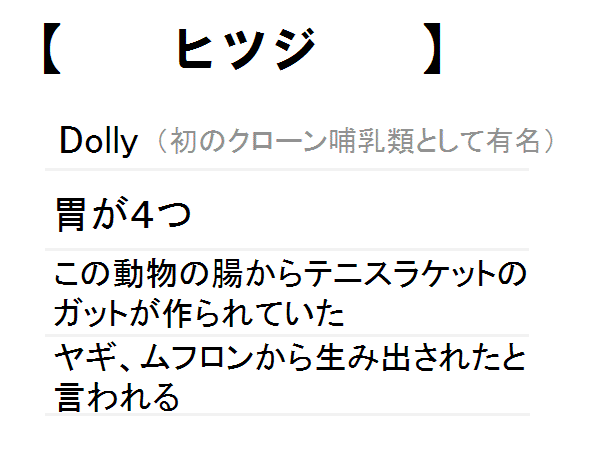 【 ヒツジ 】
Dolly（初のクローン哺乳類として有名）
胃が4つ
この動物の腸からテニスラケットの
ガットが作られていた
ヤギ、ムフロンから生み出されたと
言われる